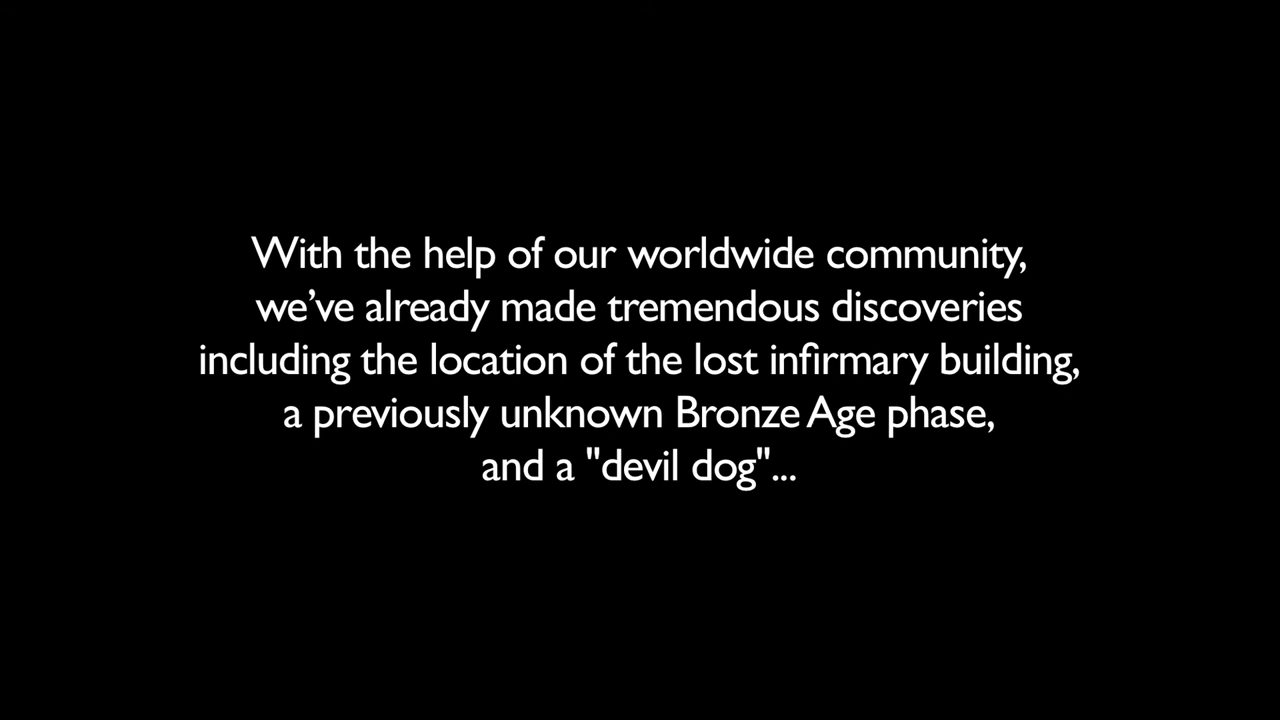 With the help of our worldwide community,
we’ve already made tremendous discoveries
including the location of the lost infirmary building,
a previously unknown Bronze Age phase,
and a "devil dog"...